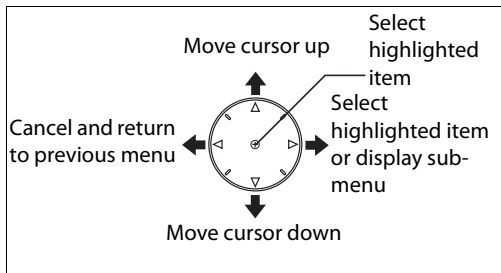 Move cursor up
Select
highlighted
item
Cancel and return
to previous menu
Select
highlighted item
or display sub-
menu
Move cursor down